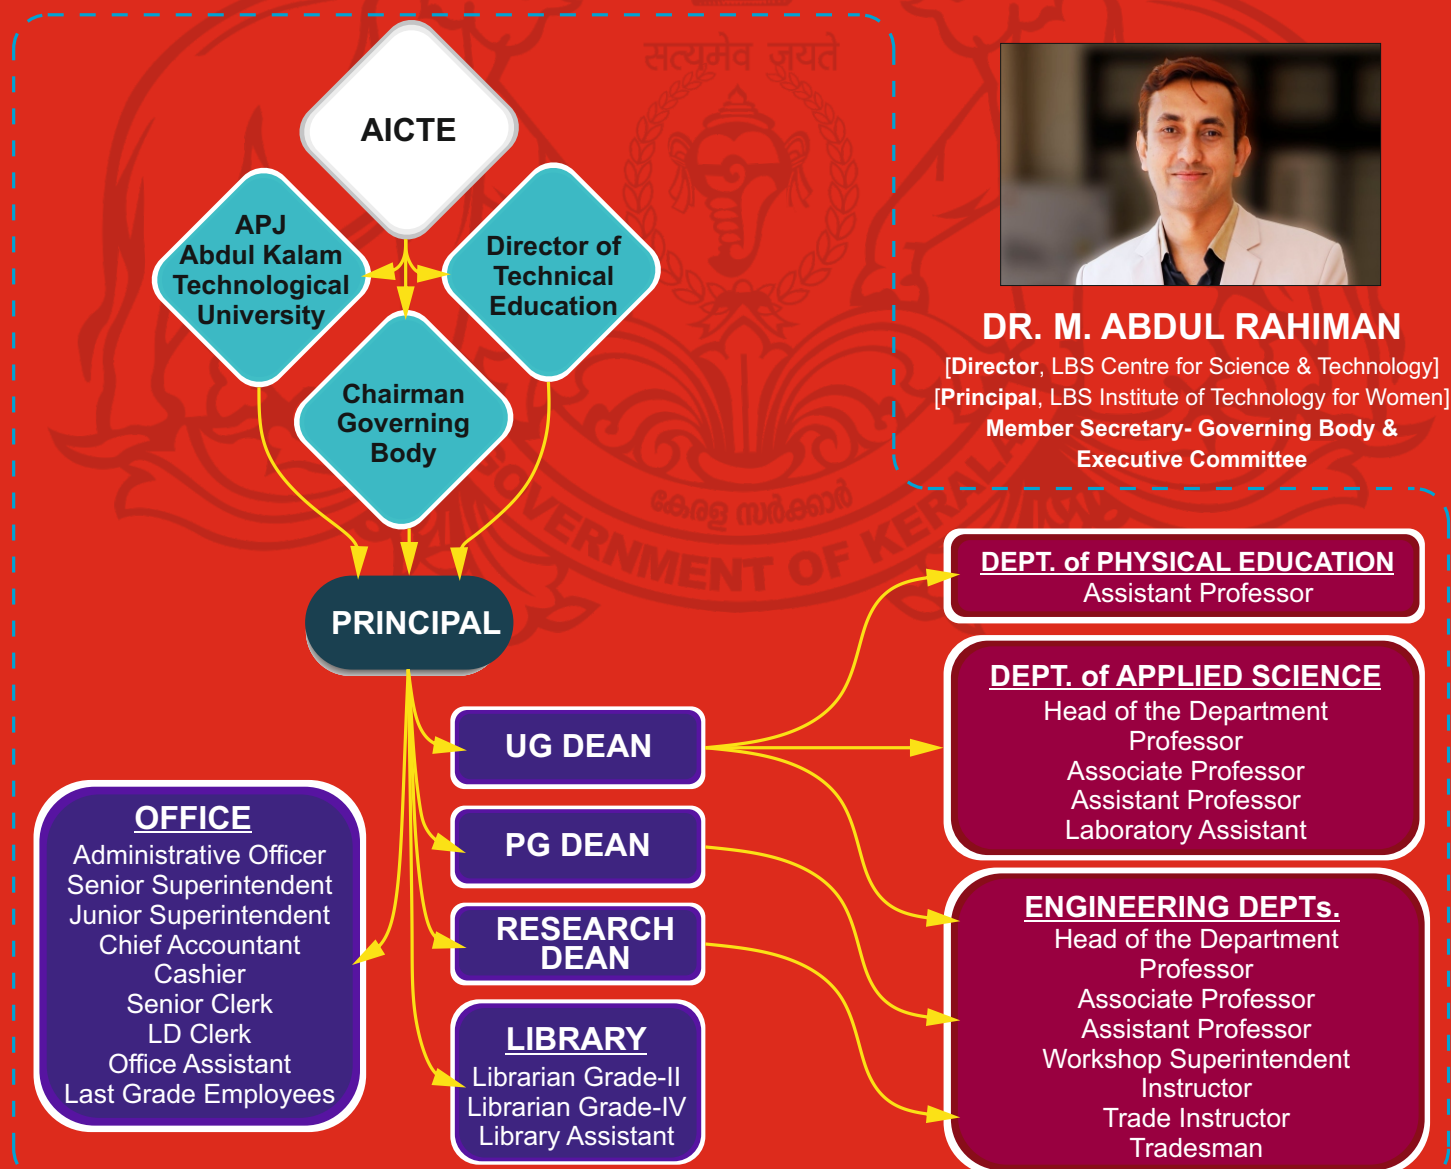 सत्यमेव जयते
AICTE
APJ
Abdul Kalam
Technological
University
Director of
Technical
Education
Chairman
Governing
Body
DR. M. ABDUL RAHIMAN
[Director, LBS Centre for Science & Technology]
[Principal, LBS Institute of Technology for Women]
Member Secretary- Governing Body &
Executive Committee
കേരള സർക്കാർ
GOVERNMENT OF KERALA
PRINCIPAL
UG DEAN
PG DEAN
RESEARCH
DEAN
LIBRARY
Librarian Grade-II
Librarian Grade-IV
Library Assistant
OFFICE
Administrative Officer
Senior Superintendent
Junior Superintendent
Chief Accountant
Cashier
Senior Clerk
LD Clerk
Office Assistant
Last Grade Employees
DEPT. of PHYSICAL EDUCATION
Assistant Professor
DEPT. of APPLIED SCIENCE
Head of the Department
Professor
Associate Professor
Assistant Professor
Laboratory Assistant
ENGINEERING DEPTs.
Head of the Department
Professor
Associate Professor
Assistant Professor
Workshop Superintendent
Instructor
Trade Instructor
Tradesman